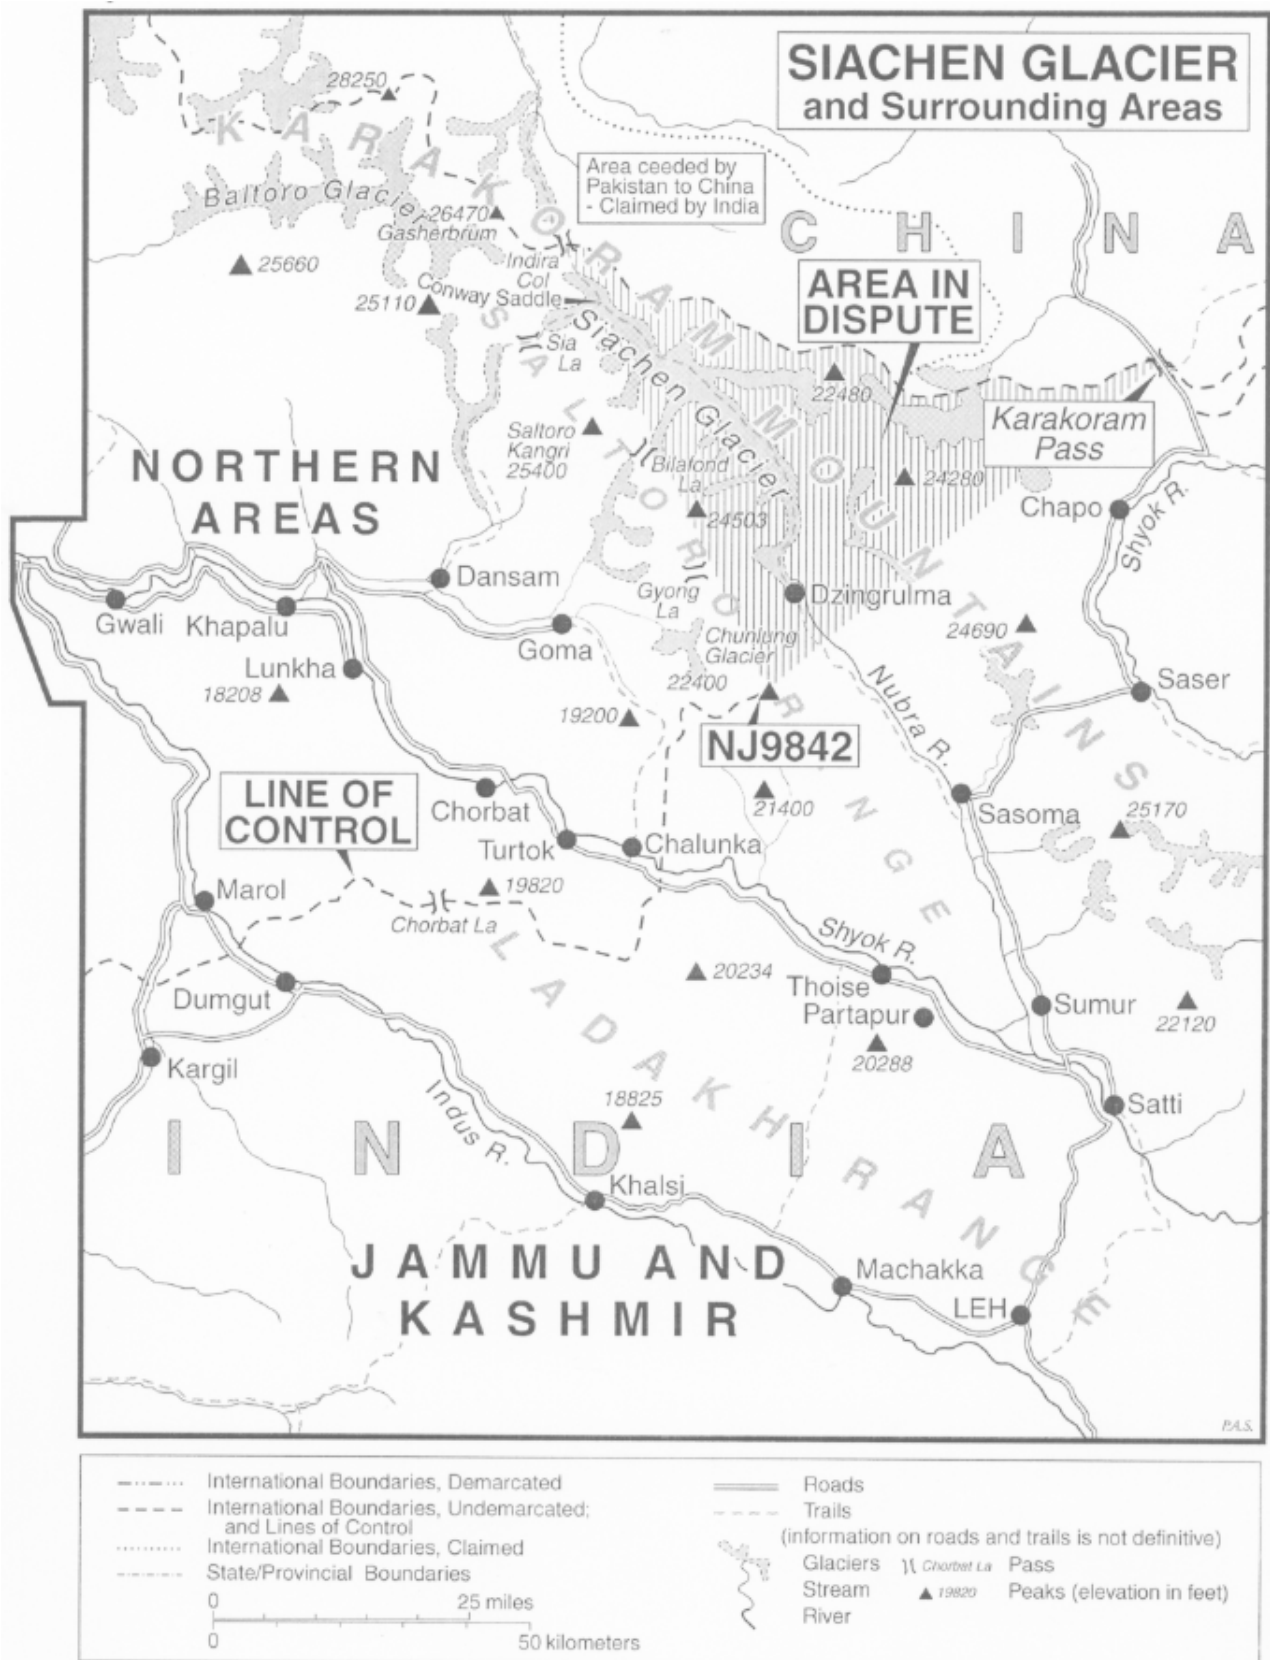 SIACHEN GLACIER
and Surrounding Areas
28250
KARAKORAM MOUNTAINS
Area ceeded by
Pakistan to China
- Claimed by India
Baltoro Glacier
26470
Gasherbrum
CHINA
Indira
Col
25660
AREA IN
DISPUTE
25110
Conway Saddle
SALTORO RANGE
Siachen Glacier
Sia
La
22480
Karakoram
Pass
Saltoro
Kangri
25400
NORTHERN
AREAS
Bilafond
La
24280
24503
Chapo
Shyok R.
Dansam
Gyong
La
Dzingrulma
Gwali
Khapalu
Goma
Chunlung
Glacier
24690
Lunkha
22400
18208
Nubra R.
Saser
19200
NJ9842
LINE OF
CONTROL
Chorbat
21400
Sasoma
25170
Turtok
Chalunka
Marol
19820
Chorbat La
Shyok R.
20234
Dumgut
Thoise
Partapur
Sumur
22120
LADAKH RANGE
20288
Kargil
Indus R.
18825
Satti
INDIA
Khalsi
JAMMU AND
KASHMIR
Machakka
LEH
P.A.S.
International Boundaries, Demarcated
International Boundaries, Undemarcated;
and Lines of Control
International Boundaries, Claimed
State/Provincial Boundaries
0 25 miles
0 50 kilometers
Roads
Trails
(information on roads and trails is not definitive)
Glaciers Chorbat La Pass
Stream 19820 Peaks (elevation in feet)
River